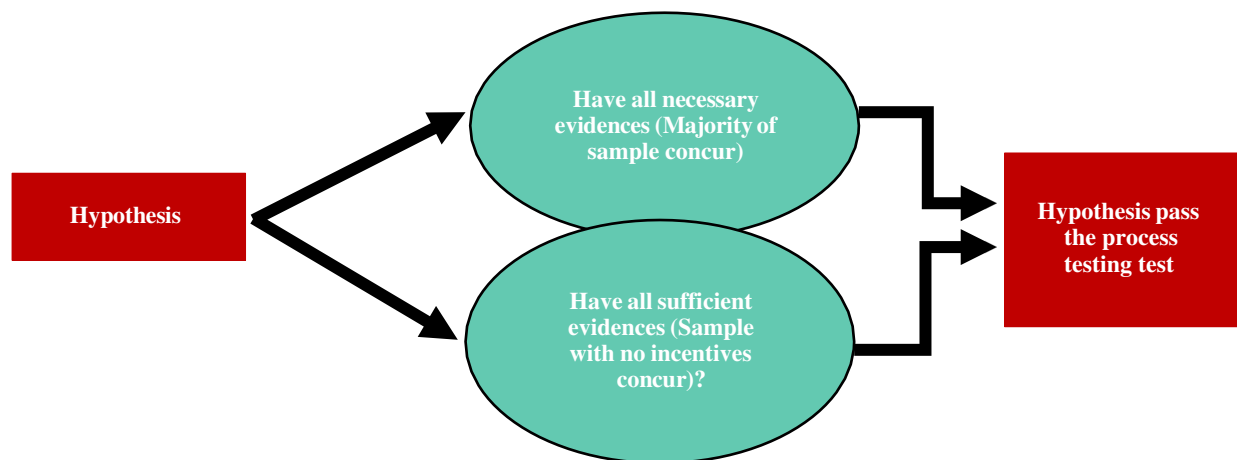 Hypothesis
Have all necessary
evidences (Majority of
sample concur)
Have all sufficient
evidences (Sample
with no incentives
concur)?
Hypothesis pass
the process
testing test